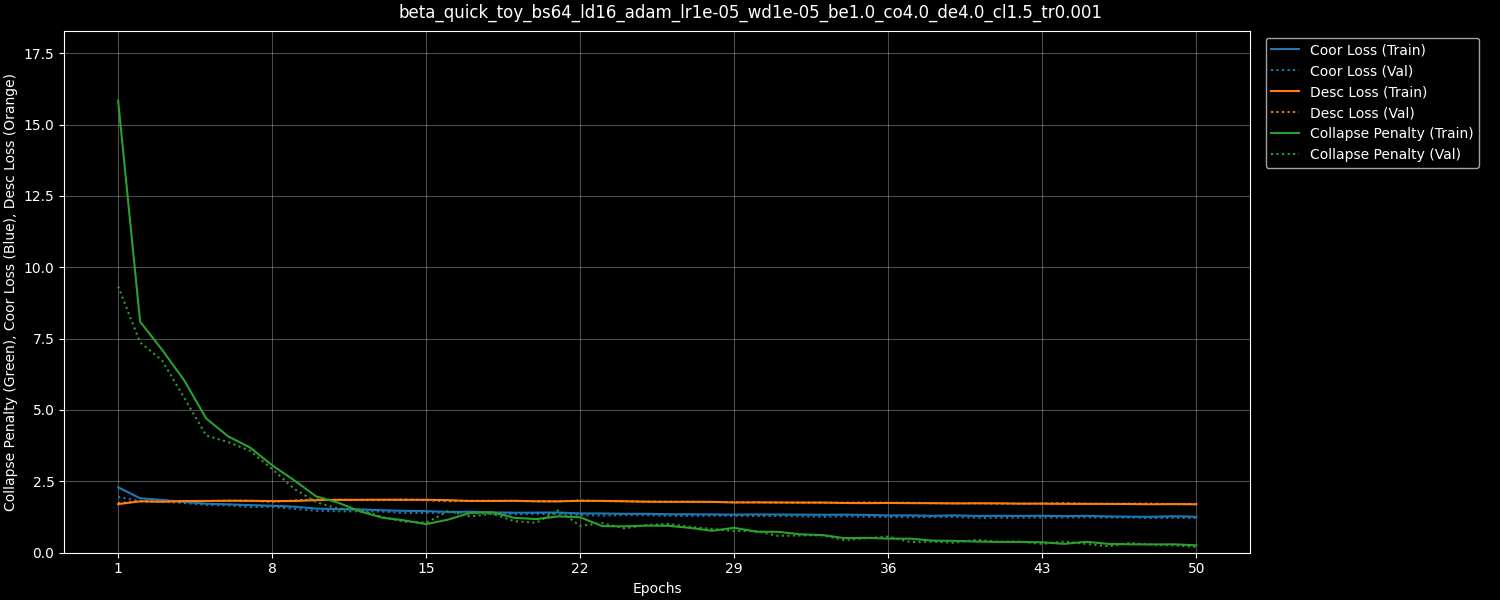 beta_quick_toy_bs64_ld16_adam_lr1e-05_wd1e-05_be1.0_co4.0_de4.0_cl1.5_tr0.001
Collapse Penalty (Green), Coor Loss (Blue), Desc Loss (Orange)
17.5
15.0
12.5
10.0
7.5
5.0
2.5
0.0
1
8
15
22
29
36
43
50
Epochs
Coor Loss (Train)
Coor Loss (Val)
Desc Loss (Train)
Desc Loss (Val)
Collapse Penalty (Train)
Collapse Penalty (Val)